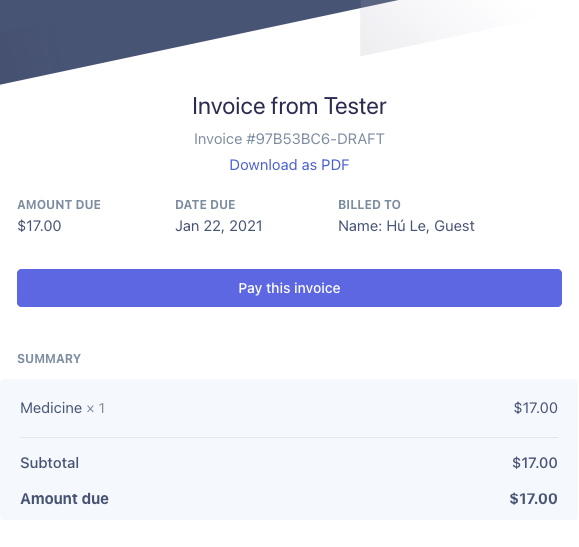 Invoice from Tester
Invoice #97B53BC6-DRAFT
Download as PDF
AMOUNT DUE DATE DUE BILLED TO
$17.00 Jan 22, 2021 Name: Hú Le, Guest
Pay this invoice
SUMMARY
Medicine × 1 $17.00
Subtotal $17.00
Amount due $17.00